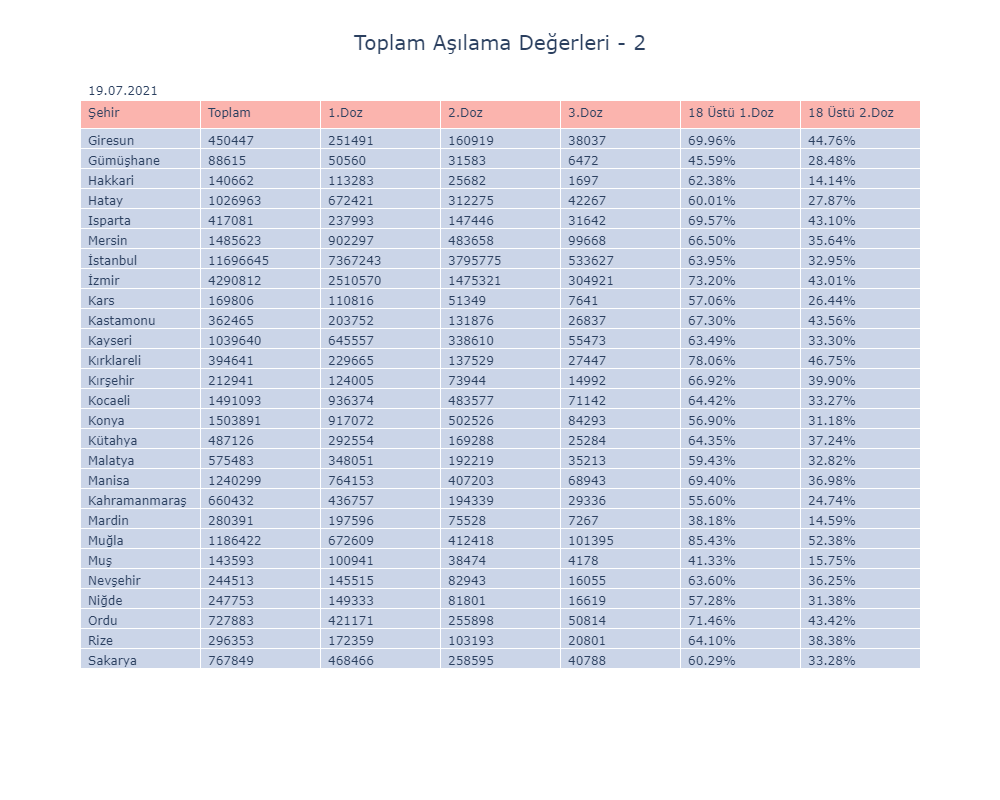 Toplam Aşılama Değerleri - 2
19.07.2021
Şehir Toplam 1.Doz 2.Doz 3.Doz 18 Üstü 1.Doz 18 Üstü 2.Doz
Giresun 450447 251491 160919 38037 69.96% 44.76%
Gümüşhane 88615 50560 31583 6472 45.59% 28.48%
Hakkari 140662 113283 25682 1697 62.38% 14.14%
Hatay 1026963 672421 312275 42267 60.01% 27.87%
Isparta 417081 237993 147446 31642 69.57% 43.10%
Mersin 1485623 902297 483658 99668 66.50% 35.64%
İstanbul 11696645 7367243 3795775 533627 63.95% 32.95%
İzmir 4290812 2510570 1475321 304921 73.20% 43.01%
Kars 169806 110816 51349 7641 57.06% 26.44%
Kastamonu 362465 203752 131876 26837 67.30% 43.56%
Kayseri 1039640 645557 338610 55473 63.49% 33.30%
Kırklareli 394641 229665 137529 27447 78.06% 46.75%
Kırşehir 212941 124005 73944 14992 66.92% 39.90%
Kocaeli 1491093 936374 483577 71142 64.42% 33.27%
Konya 1503891 917072 502526 84293 56.90% 31.18%
Kütahya 487126 292554 169288 25284 64.35% 37.24%
Malatya 575483 348051 192219 35213 59.43% 32.82%
Manisa 1240299 764153 407203 68943 69.40% 36.98%
Kahramanmaraş 660432 436757 194339 29336 55.60% 24.74%
Mardin 280391 197596 75528 7267 38.18% 14.59%
Muğla 1186422 672609 412418 101395 85.43% 52.38%
Muş 143593 100941 38474 4178 41.33% 15.75%
Nevşehir 244513 145515 82943 16055 63.60% 36.25%
Niğde 247753 149333 81801 16619 57.28% 31.38%
Ordu 727883 421171 255898 50814 71.46% 43.42%
Rize 296353 172359 103193 20801 64.10% 38.38%
Sakarya 767849 468466 258595 40788 60.29% 33.28%